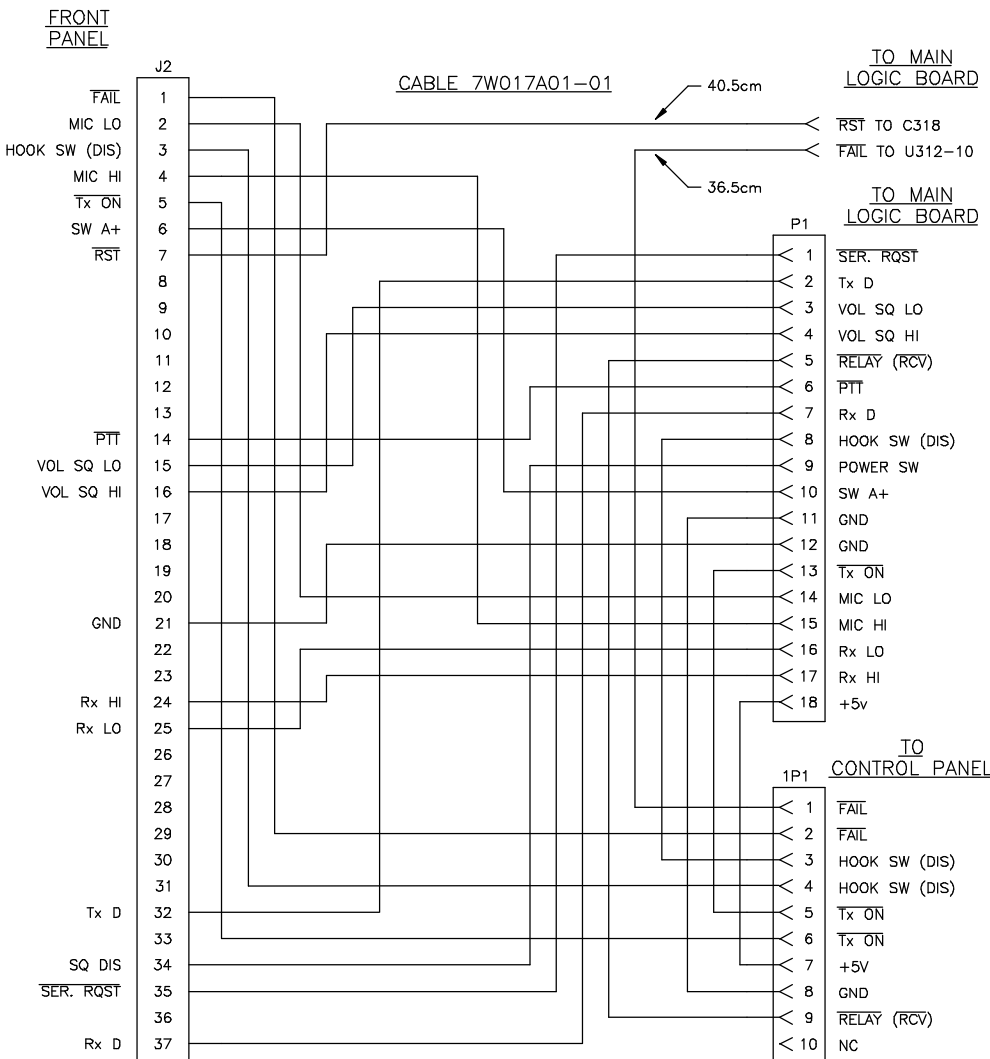 FRONT
PANEL
J2
CABLE 7W017A01-01
40.5cm
36.5cm
TO MAIN
LOGIC BOARD
RST TO C318
FAIL TO U312-10
FAIL 1
MIC LO 2
HOOK SW (DIS) 3
MIC HI 4
Tx ON 5
SW A+ 6
RST 7
8
9
10
11
12
13
PTT 14
VOL SQ LO 15
VOL SQ HI 16
17
18
19
20
GND 21
22
23
Rx HI 24
Rx LO 25
26
27
28
29
30
31
Tx D 32
33
SQ DIS 34
SER. RQST 35
36
Rx D 37
TO MAIN
LOGIC BOARD
P1
1 SER. RQST
2 Tx D
3 VOL SQ LO
4 VOL SQ HI
5 RELAY (RCV)
6 PTT
7 Rx D
8 HOOK SW (DIS)
9 POWER SW
10 SW A+
11 GND
12 GND
13 Tx ON
14 MIC LO
15 MIC HI
16 Rx LO
17 Rx HI
18 +5v
TO
CONTROL PANEL
1P1
1 FAIL
2 FAIL
3 HOOK SW (DIS)
4 HOOK SW (DIS)
5 Tx ON
6 Tx ON
7 +5V
8 GND
9 RELAY (RCV)
10 NC